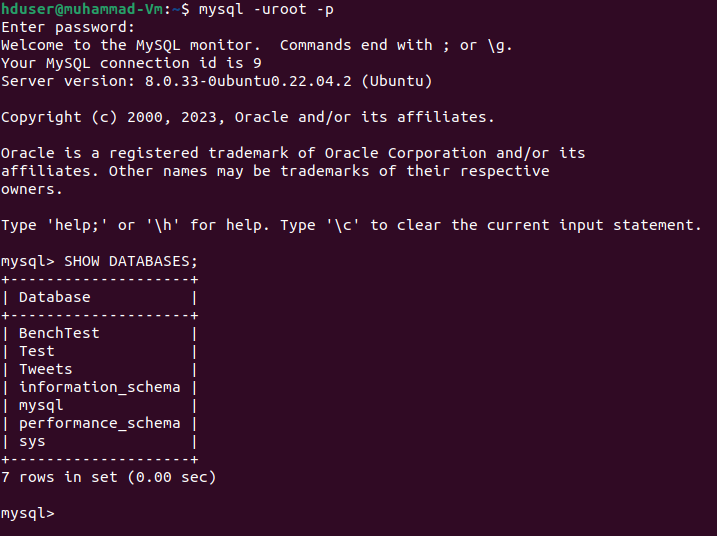 hduser@muhammad-Vm:~$ mysql -uroot -p
Enter password:
Welcome to the MySQL monitor.  Commands end with ; or \g.
Your MySQL connection id is 9
Server version: 8.0.33-0ubuntu0.22.04.2 (Ubuntu)

Copyright (c) 2000, 2023, Oracle and/or its affiliates.

Oracle is a registered trademark of Oracle Corporation and/or its
affiliates. Other names may be trademarks of their respective
owners.

Type 'help;' or '\h' for help. Type '\c' to clear the current input statement.

mysql> SHOW DATABASES;
+--------------------+
| Database           |
+--------------------+
| BenchTest          |
| Test               |
| Tweets             |
| information_schema |
| mysql              |
| performance_schema |
| sys                |
+--------------------+
7 rows in set (0.00 sec)

mysql>